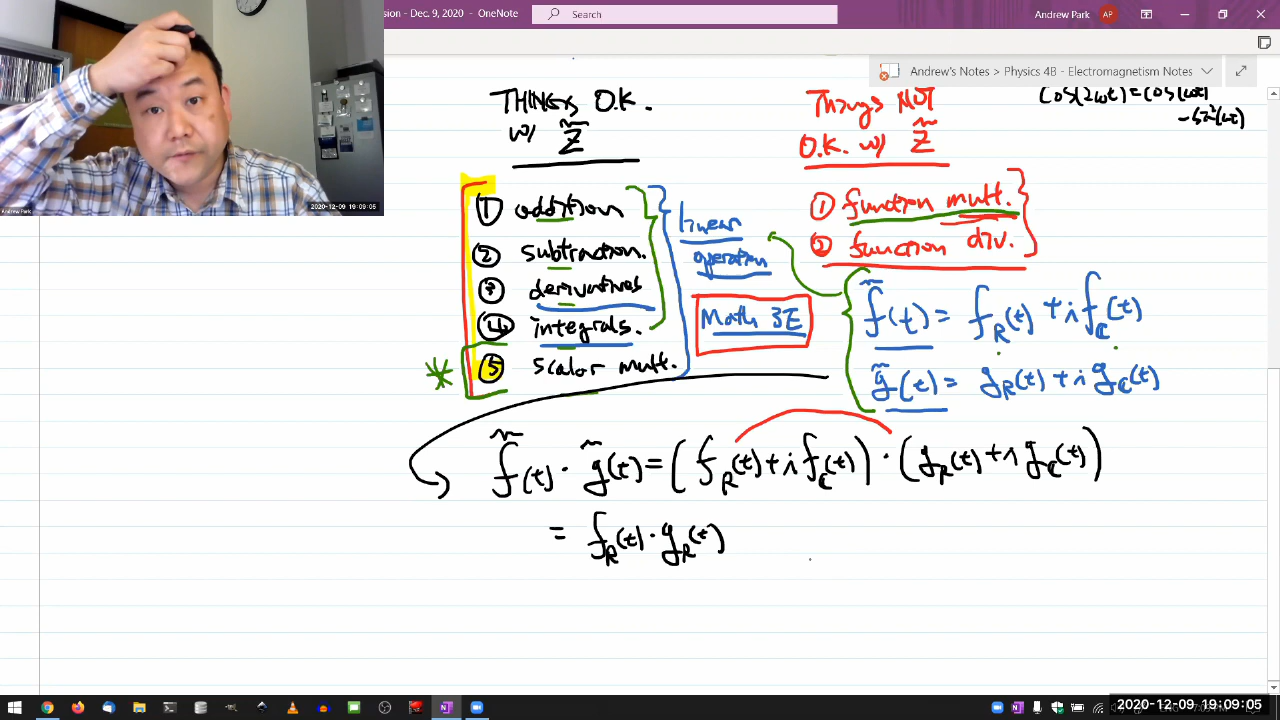 sion - Dec. 9, 2020 - OneNote
Search
Andrew Park
AP
Andrew's Notes > Physics 4B - Electromagnetism Notes
Andrew Park
2020-12-09 19:09:05
cos(2ωt) = cos²(ωt)
- sin²(ωt)
THINGS O.K.
w/ Z̃
① addition
② subtraction.
③ derivatives
④ integrals.
⑤ scalar mult.
linear
operation
Math 3E
Things NOT
O.K. w/ Z̃
① function mult.
② function div.
f̃(t) = f_R(t) + i f_C(t)
g̃(t) = g_R(t) + i g_C(t)
f̃(t) · g̃(t) = (f_R(t) + i f_C(t)) · (g_R(t) + i g_C(t))
= f_R(t) · g_R(t)
2020-12-09 19:09:05